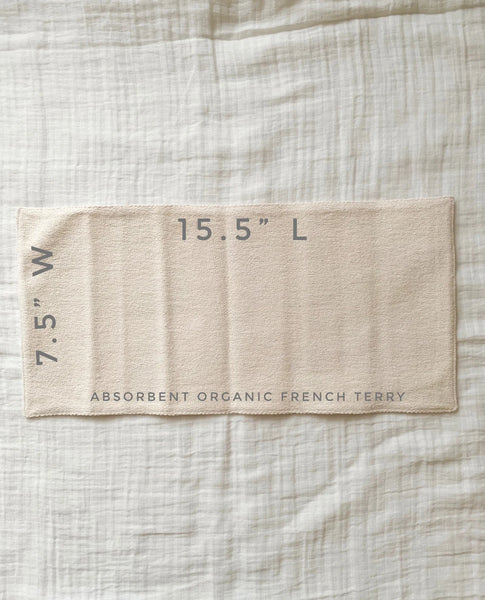 15.5” L
7.5” W
ABSORBENT ORGANIC FRENCH TERRY